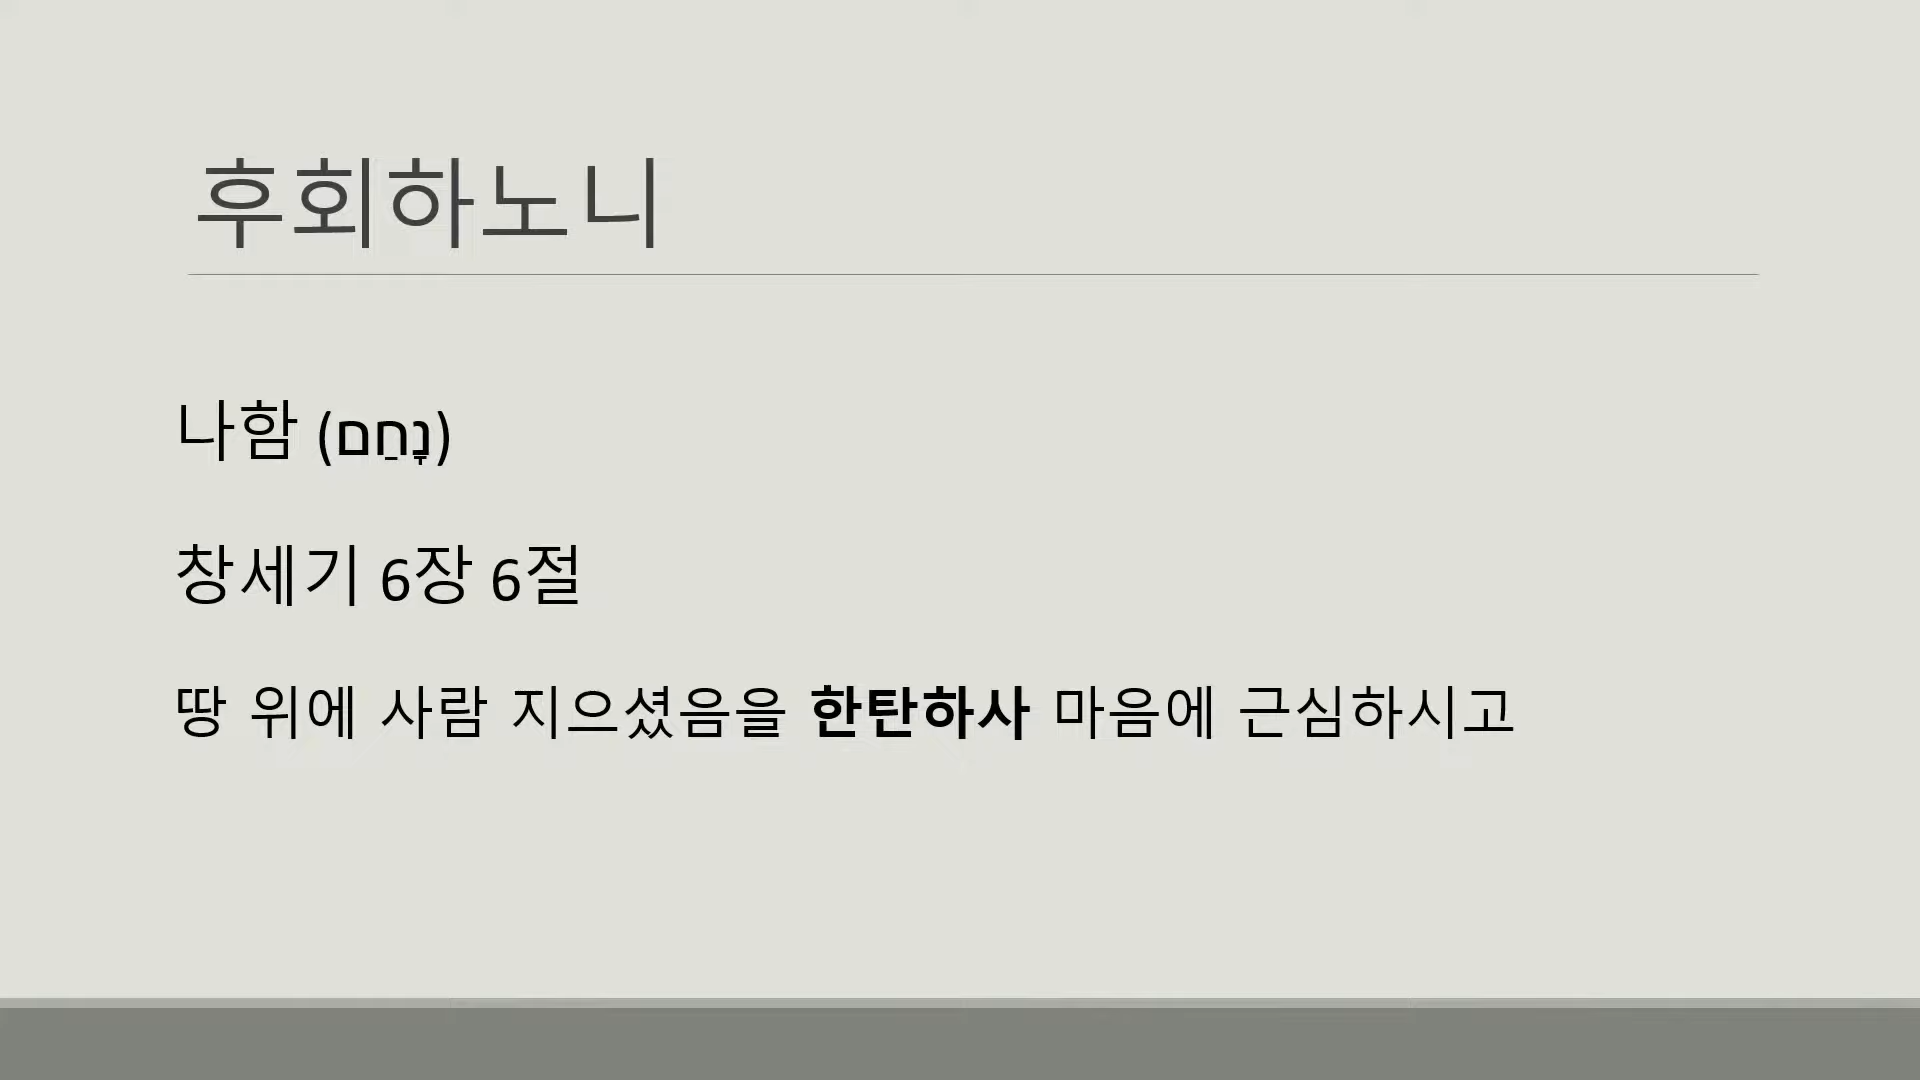 후회하노니
나함 (נָחַם)
창세기 6장 6절
땅 위에 사람 지으셨음을 한탄하사 마음에 근심하시고